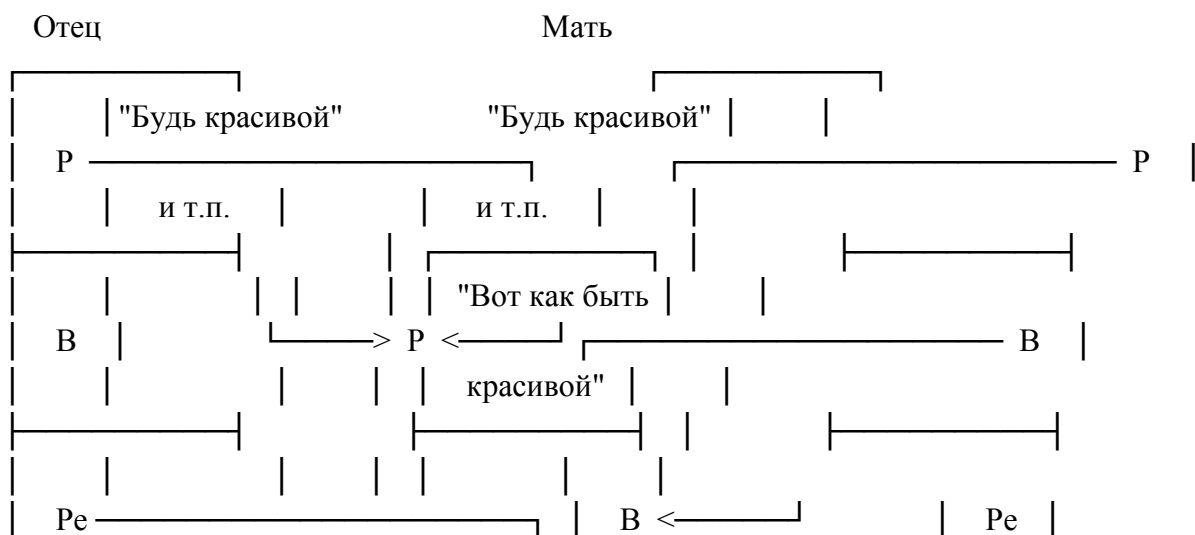 Отец Мать
"Будь красивой" "Будь красивой"
Р Р
и т.п. и т.п.
"Вот как быть
В > Р < В
красивой"
Ре В < Ре